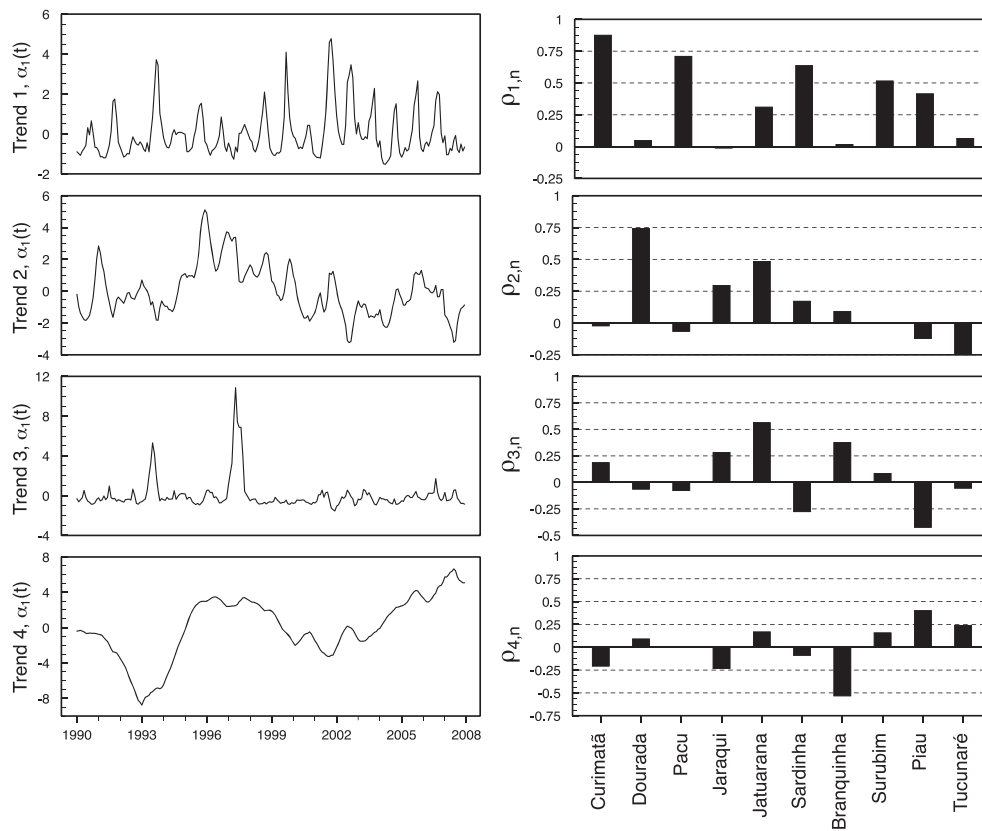 Trend 1, α₁(t)
6
4
2
0
-2
ρ₁,ₙ
1
0.75
0.5
0.25
0
-0.25
Trend 2, α₁(t)
6
4
2
0
-2
-4
ρ₂,ₙ
1
0.75
0.5
0.25
0
-0.25
Trend 3, α₁(t)
12
8
4
0
-4
ρ₃,ₙ
1
0.75
0.5
0.25
0
-0.25
-0.5
Trend 4, α₁(t)
8
4
0
-4
-8
1990 1993 1996 1999 2002 2005 2008
ρ₄,ₙ
1
0.75
0.5
0.25
0
-0.25
-0.5
-0.75
Curimatã
Dourada
Pacu
Jaraqui
Jatuarana
Sardinha
Branquinha
Surubim
Piau
Tucunaré